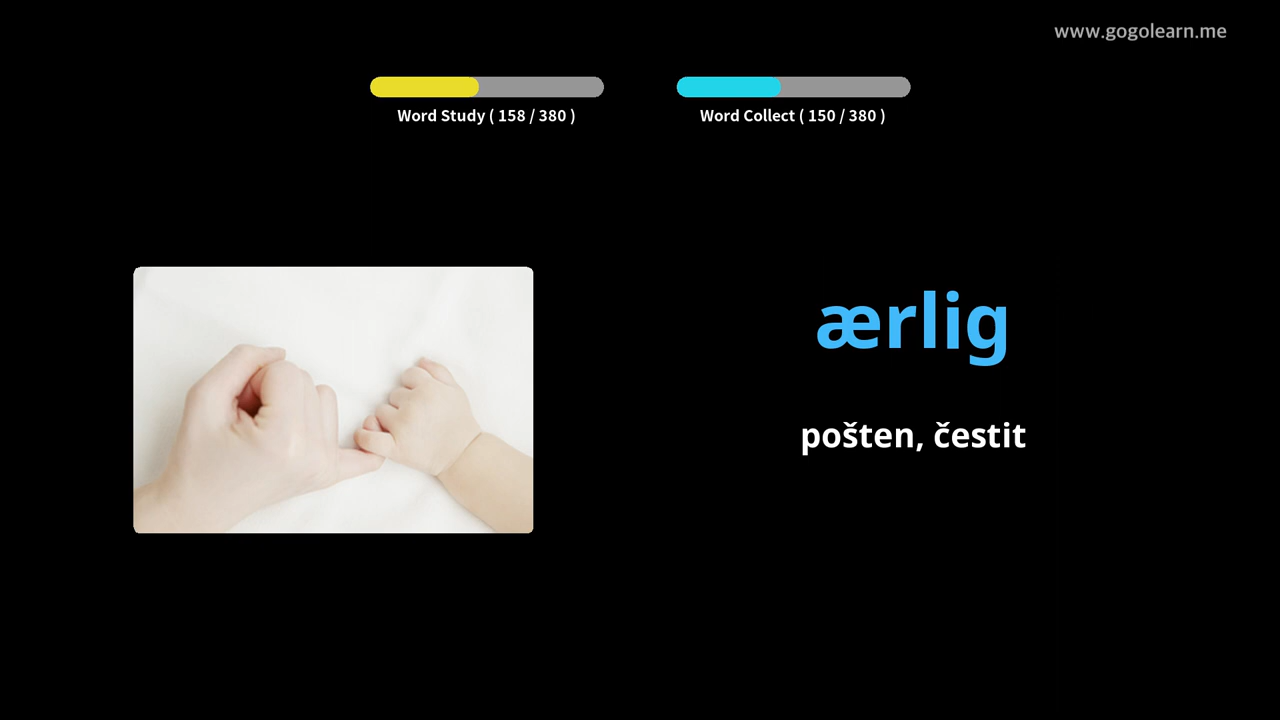 www.gogolearn.me
Word Study ( 158 / 380 )
Word Collect ( 150 / 380 )
ærlig
pošten, čestit